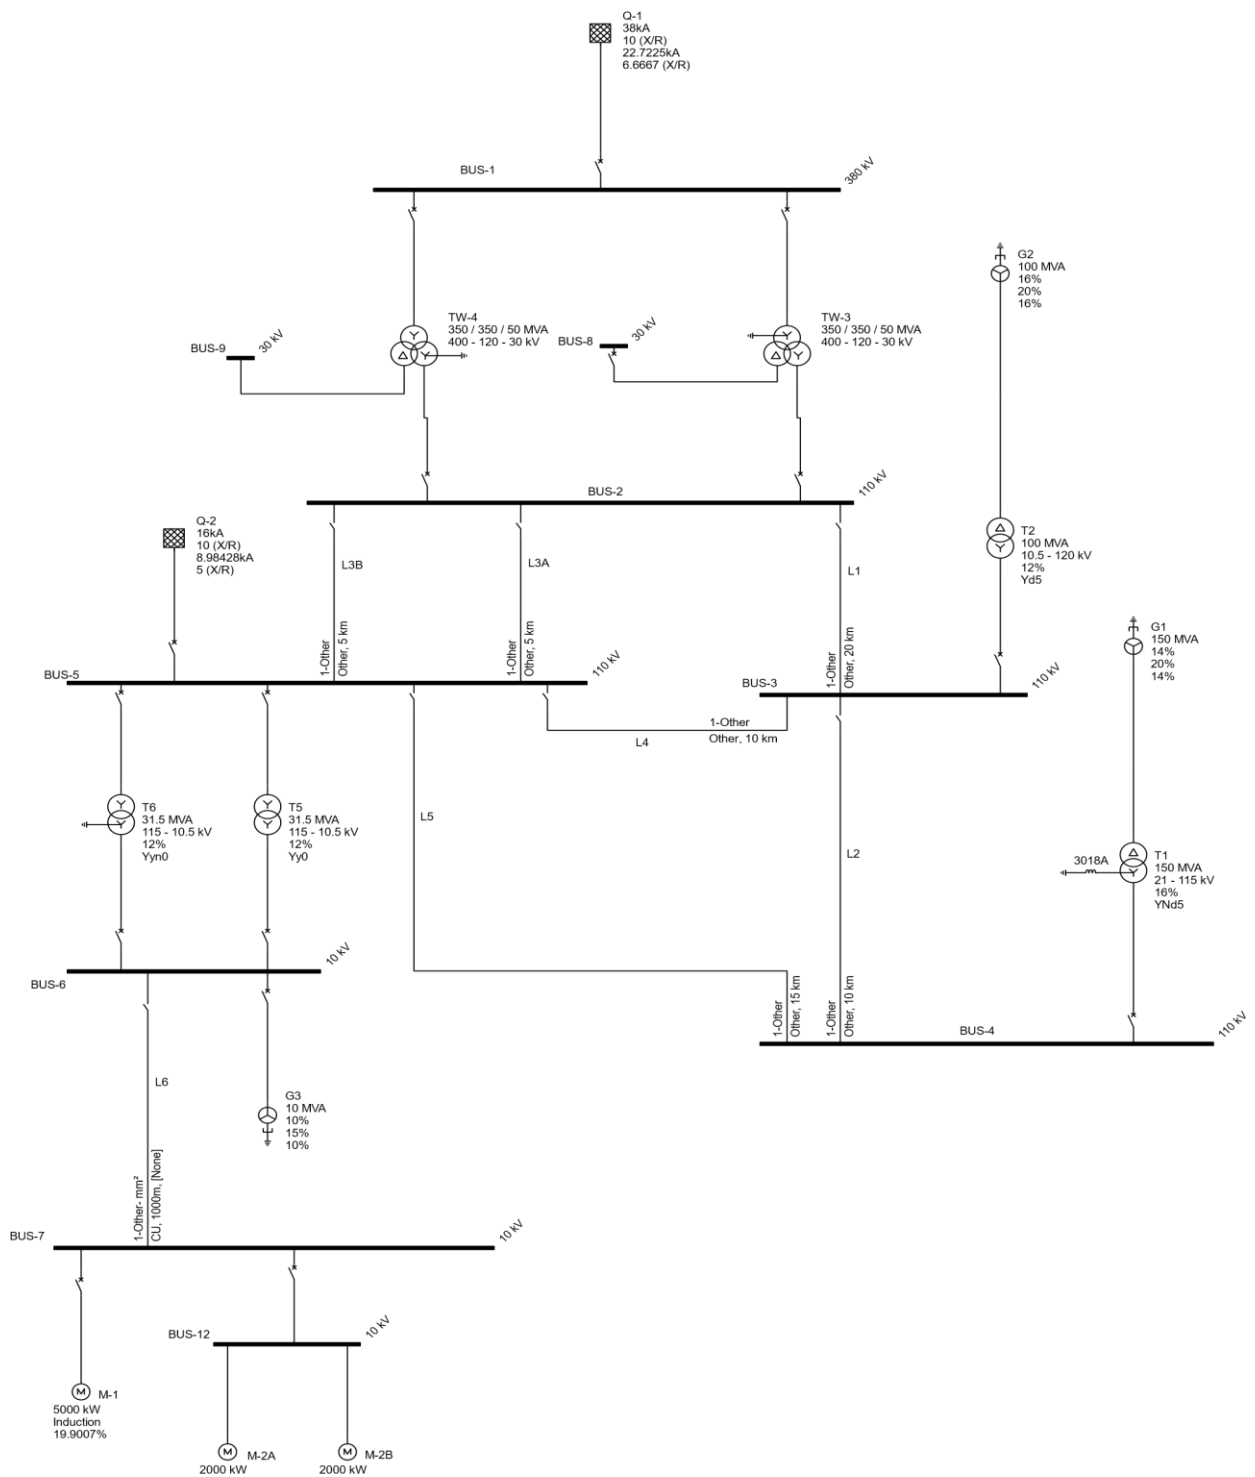 Q-1
38kA
10 (X/R)
22.7225kA
6.6667 (X/R)
BUS-1
380 kV
G2
100 MVA
16%
20%
16%
TW-4
350 / 350 / 50 MVA
400 - 120 - 30 kV
TW-3
350 / 350 / 50 MVA
400 - 120 - 30 kV
BUS-9
30 kV
BUS-8
30 kV
BUS-2
110 kV
Q-2
16kA
10 (X/R)
8.98428kA
5 (X/R)
T2
100 MVA
10.5 - 120 kV
12%
Yd5
L3B
L3A
L1
1-Other
Other, 5 km
1-Other
Other, 5 km
1-Other
Other, 20 km
G1
150 MVA
14%
20%
14%
BUS-5
110 kV
BUS-3
110 kV
1-Other
Other, 10 km
L4
T6
31.5 MVA
115 - 10.5 kV
12%
Yyn0
T5
31.5 MVA
115 - 10.5 kV
12%
Yy0
L5
L2
3018A
T1
150 MVA
21 - 115 kV
16%
YNd5
BUS-6
10 kV
1-Other
Other, 15 km
1-Other
Other, 10 km
BUS-4
110 kV
L6
G3
10 MVA
10%
15%
10%
1-Other- mm²
CU, 1000m, [None]
BUS-7
10 kV
BUS-12
10 kV
M
M-1
5000 kW
Induction
19.9007%
M
M-2A
2000 kW
M
M-2B
2000 kW